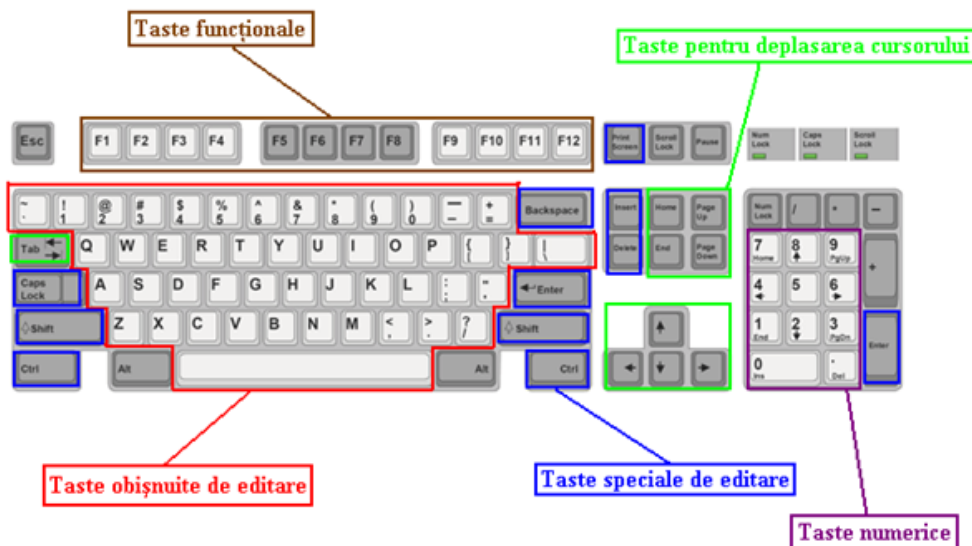 Taste funcționale
Taste pentru deplasarea cursorului
Esc F1 F2 F3 F4 F5 F6 F7 F8 F9 F10 F11 F12 Print Screen Scroll Lock Pause Num Lock Caps Lock Scroll Lock
~ ` ! 1 @ 2 # 3 $ 4 % 5 ^ 6 & 7 * 8 ( 9 ) 0 — - + = Backspace Insert Home Page Up Num Lock / * −
Tab Q W E R T Y U I O P { [ } ] | \ Delete End Page Down 7 Home 8 9 PgUp +
Caps Lock A S D F G H J K L : ; " ' Enter 4 5 6
Shift Z X C V B N M < , > . ? / Shift 1 End 2 3 PgDn Enter
Ctrl Alt Alt Ctrl 0 Ins . Del
Taste obișnuite de editare
Taste speciale de editare
Taste numerice